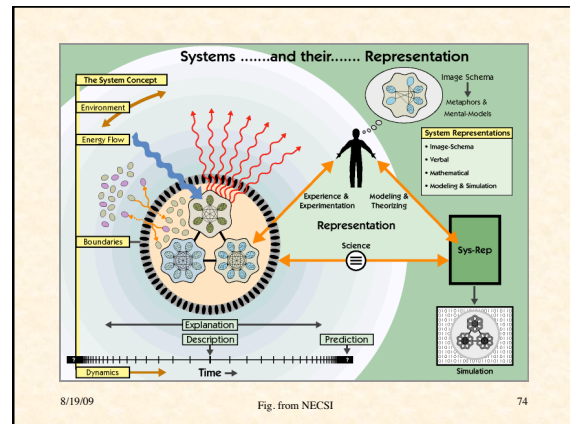 Systems .......and their....... Representation
The System Concept
Environment
Energy Flow
Boundaries
Image Schema
Metaphors &
Mental-Models
System Representations
• Image-Schema
• Verbal
• Mathematical
• Modeling & Simulation
Experience &
Experimentation
Modeling &
Theorizing
Representation
Science
Sys-Rep
Explanation
Description
Prediction
Simulation
Dynamics
Time
8/19/09
Fig. from NECSI
74